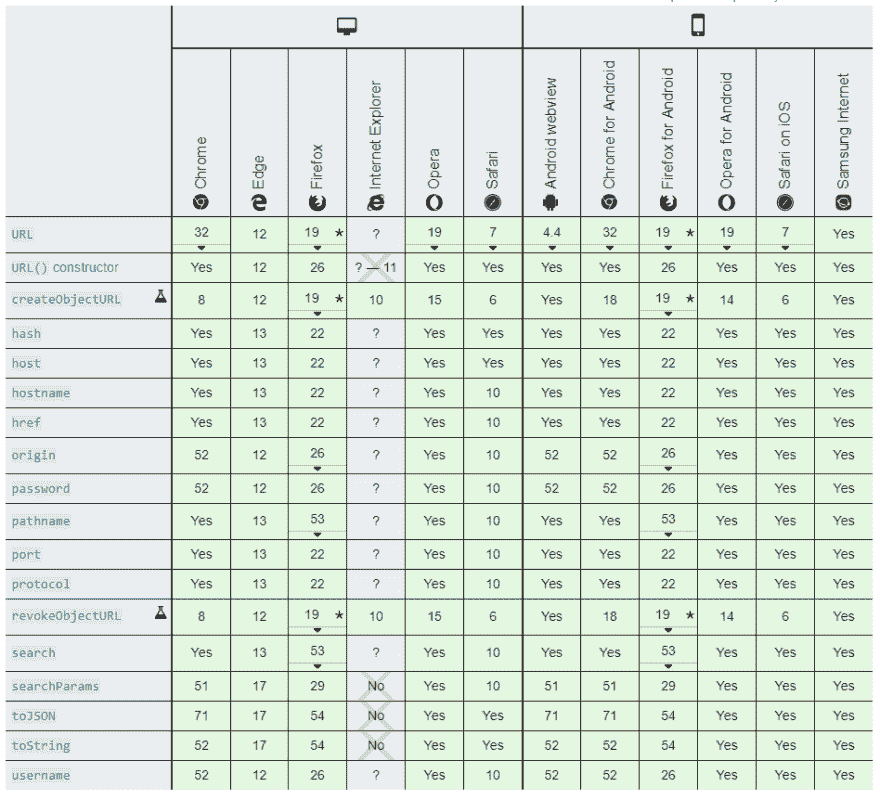 Chrome Edge Firefox Internet Explorer Opera Safari Android webview Chrome for Android Firefox for Android Opera for Android Safari on iOS Samsung Internet
URL 32 12 19 * ? 19 7 4.4 32 19 * 19 7 Yes
URL() constructor Yes 12 26 ? — 11 Yes Yes Yes Yes 26 Yes Yes Yes
createObjectURL 8 12 19 * 10 15 6 Yes 18 19 * 14 6 Yes
hash Yes 13 22 ? Yes Yes Yes Yes 22 Yes Yes Yes
host Yes 13 22 ? Yes Yes Yes Yes 22 Yes Yes Yes
hostname Yes 13 22 ? Yes 10 Yes Yes 22 Yes Yes Yes
href Yes 13 22 ? Yes 10 Yes Yes 22 Yes Yes Yes
origin 52 12 26 ? Yes 10 52 52 26 Yes Yes Yes
password 52 12 26 ? Yes 10 52 52 26 Yes Yes Yes
pathname Yes 13 53 ? Yes 10 Yes Yes 53 Yes Yes Yes
port Yes 13 22 ? Yes 10 Yes Yes 22 Yes Yes Yes
protocol Yes 13 22 ? Yes 10 Yes Yes 22 Yes Yes Yes
revokeObjectURL 8 12 19 * 10 15 6 Yes 18 19 * 14 6 Yes
search Yes 13 53 ? Yes 10 Yes Yes 53 Yes Yes Yes
searchParams 51 17 29 No Yes 10 51 51 29 Yes Yes Yes
toJSON 71 17 54 No Yes Yes 71 71 54 Yes Yes Yes
toString 52 17 54 No Yes Yes 52 52 54 Yes Yes Yes
username 52 12 26 ? Yes 10 52 52 26 Yes Yes Yes